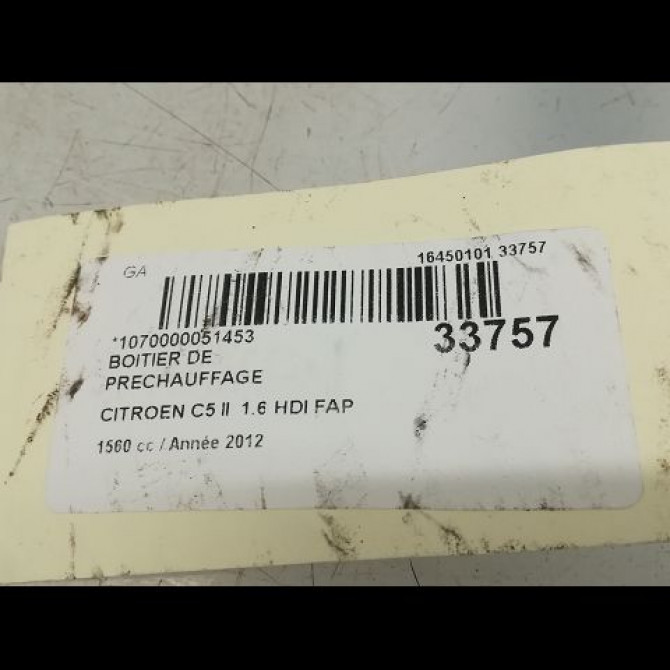 GA
16450101 33757
*1070000051453
33757
BOITIER DE
PRECHAUFFAGE
CITROEN C5 II 1.6 HDI FAP
1560 cc / Année 2012